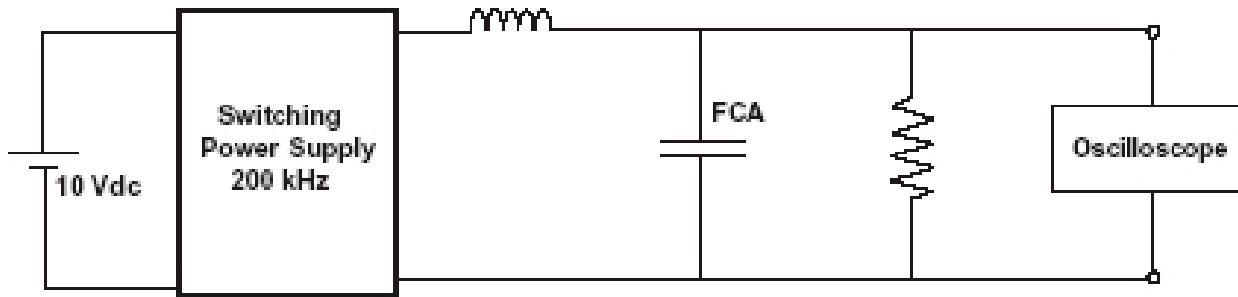 10 Vdc
Switching
Power Supply
200 kHz
FCA
Oscilloscope